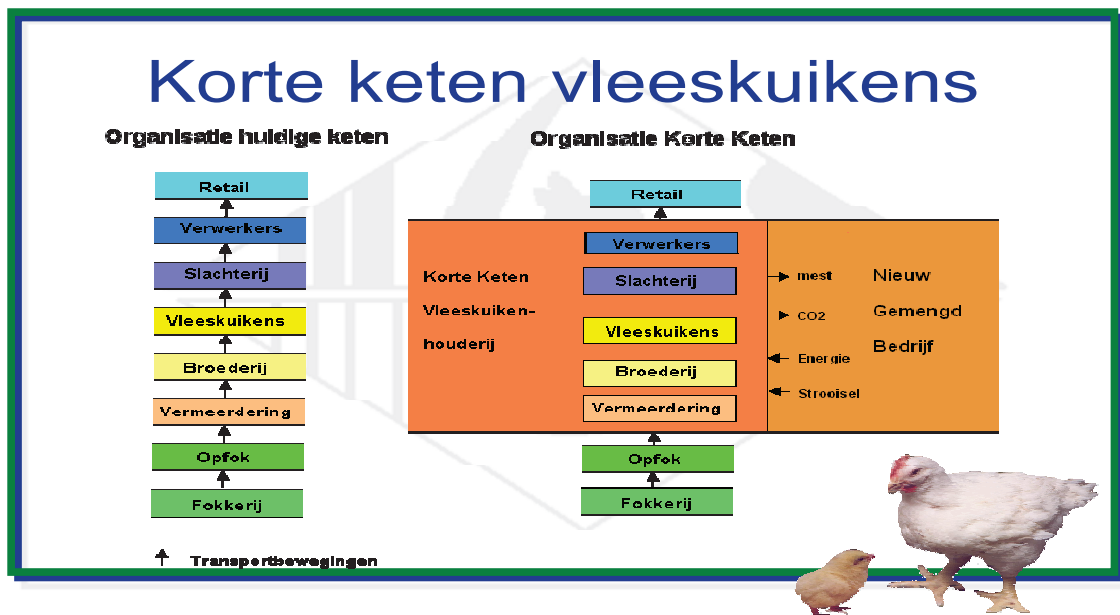 Korte keten vleeskuikens
Organisatie huidige keten
Retail
Verwerkers
Slachterij
Vleeskuikens
Broederij
Vermeerdering
Opfok
Fokkerij
Transportbewegingen
Organisatie Korte Keten
Retail
Korte Keten
Vleeskuiken-
houderij
Verwerkers
Slachterij
Vleeskuikens
Broederij
Vermeerdering
mest
CO2
Energie
Strooisel
Nieuw
Gemengd
Bedrijf
Opfok
Fokkerij